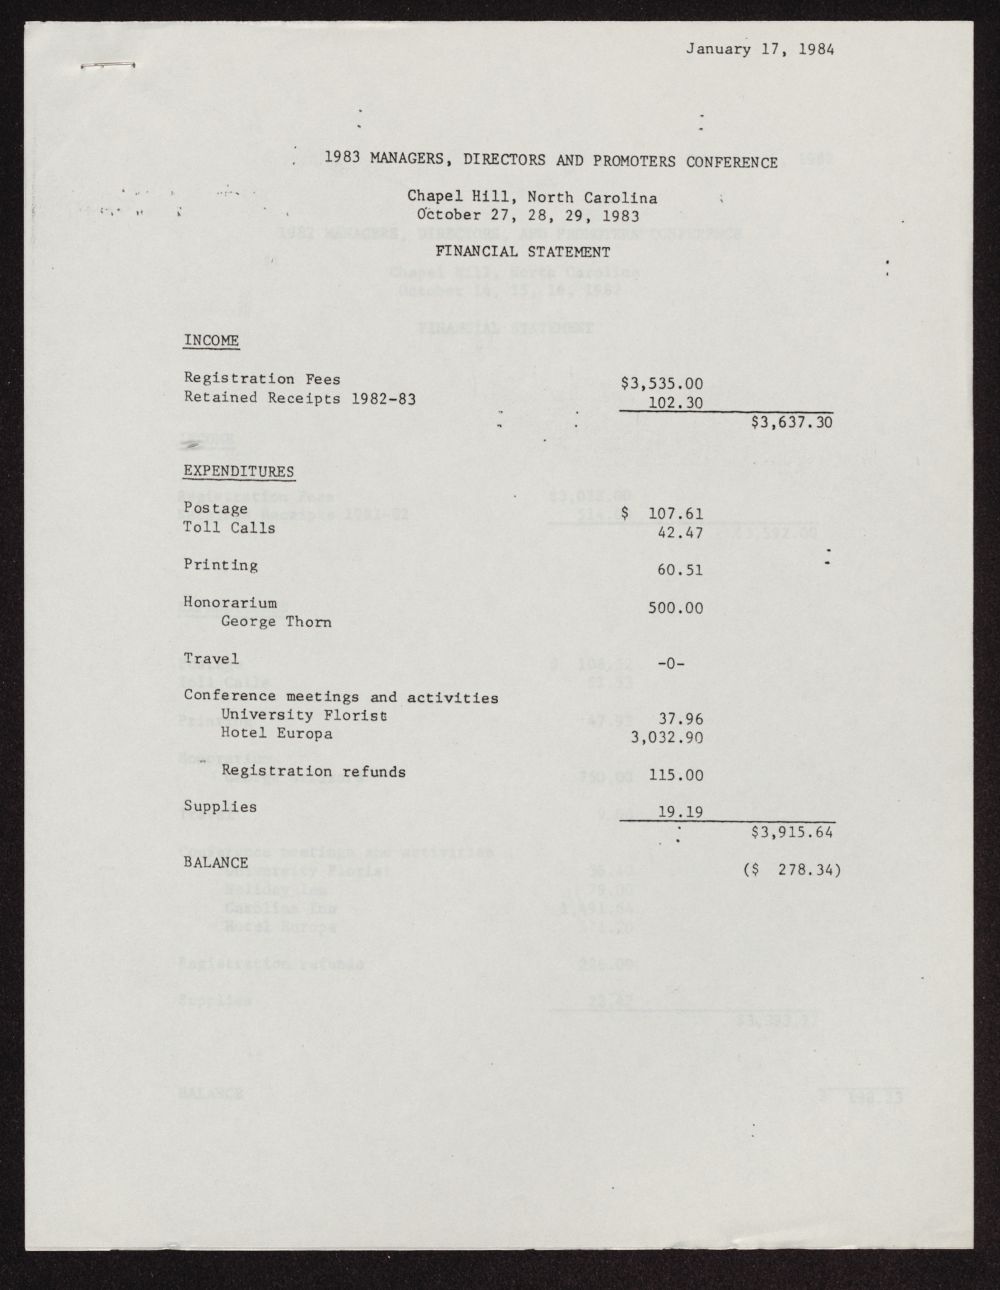 January 17, 1984
1983 MANAGERS, DIRECTORS AND PROMOTERS CONFERENCE
Chapel Hill, North Carolina
October 27, 28, 29, 1983
FINANCIAL STATEMENT
INCOME
Registration Fees $3,535.00
Retained Receipts 1982-83 102.30
$3,637.30
EXPENDITURES
Postage $ 107.61
Toll Calls 42.47
Printing 60.51
Honorarium 500.00
George Thorn
Travel -0-
Conference meetings and activities
University Florist 37.96
Hotel Europa 3,032.90
Registration refunds 115.00
Supplies 19.19
$3,915.64
BALANCE ($ 278.34)